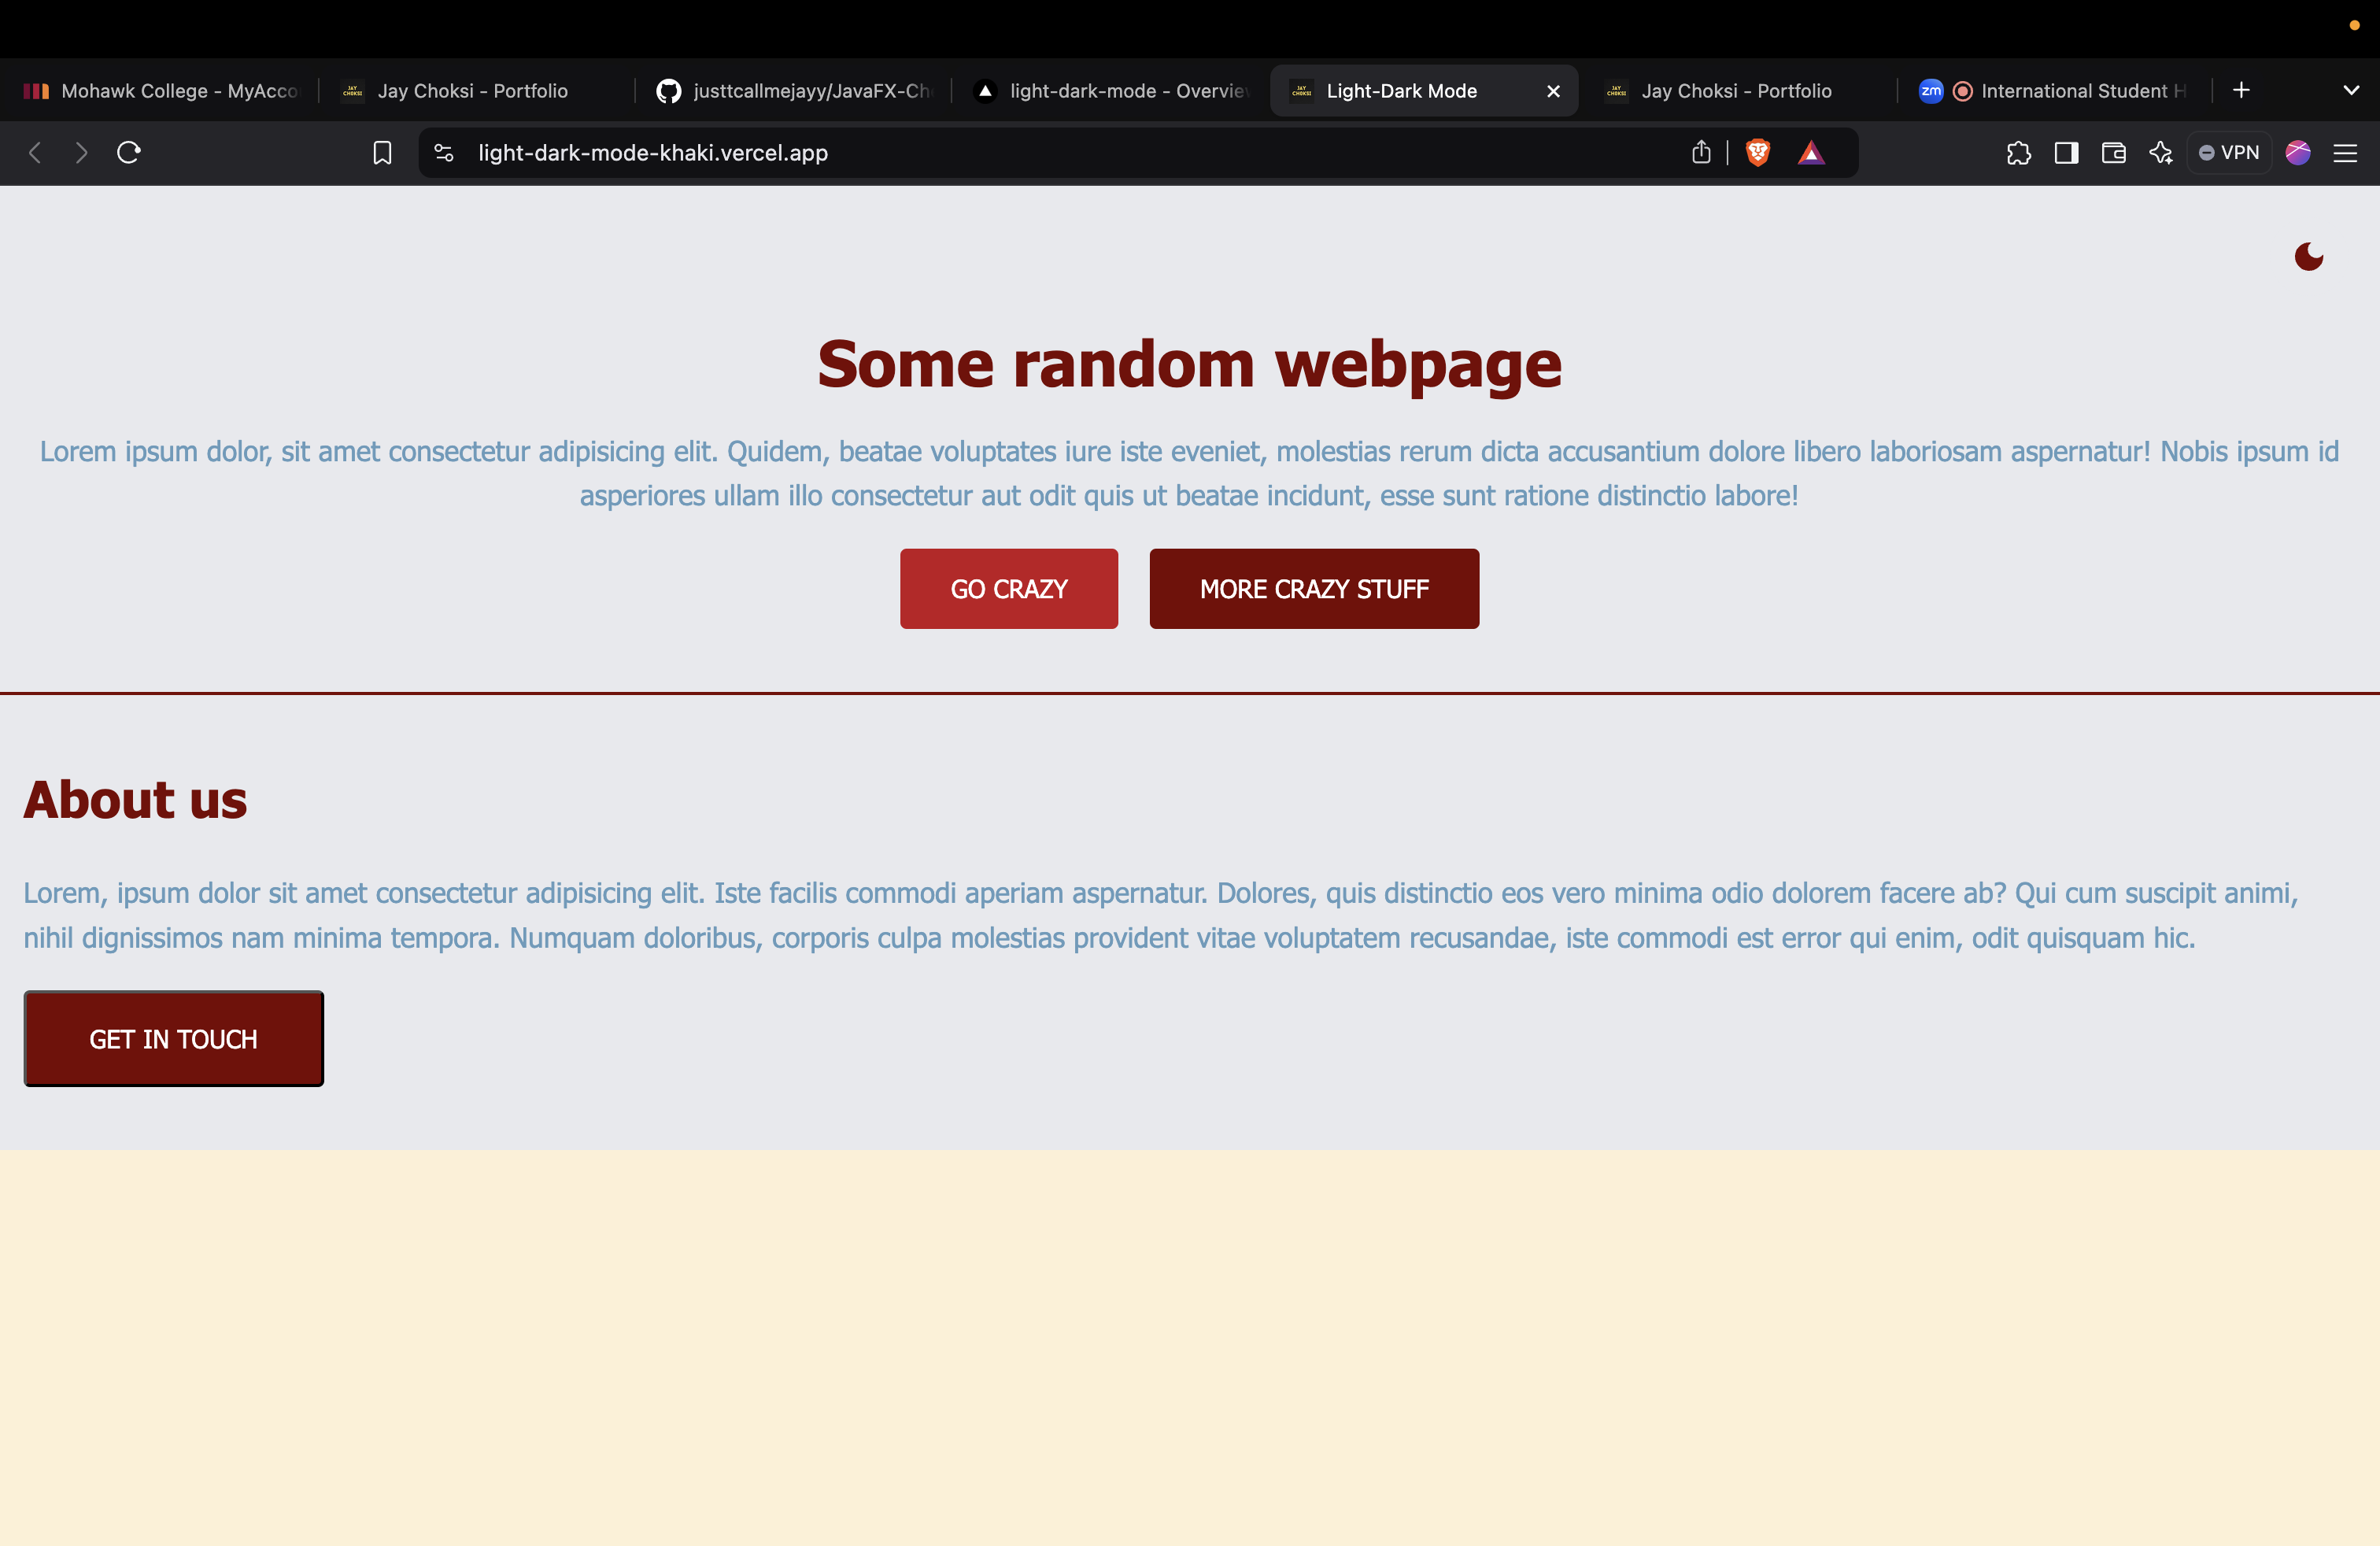 Mohawk College - MyAcco
Jay Choksi - Portfolio
justtcallmejayy/JavaFX-Ch
light-dark-mode - Overview
Light-Dark Mode
Jay Choksi - Portfolio
zm
International Student H
light-dark-mode-khaki.vercel.app
VPN
Some random webpage
Lorem ipsum dolor, sit amet consectetur adipisicing elit. Quidem, beatae voluptates iure iste eveniet, molestias rerum dicta accusantium dolore libero laboriosam aspernatur! Nobis ipsum id
asperiores ullam illo consectetur aut odit quis ut beatae incidunt, esse sunt ratione distinctio labore!
GO CRAZY
MORE CRAZY STUFF
About us
Lorem, ipsum dolor sit amet consectetur adipisicing elit. Iste facilis commodi aperiam aspernatur. Dolores, quis distinctio eos vero minima odio dolorem facere ab? Qui cum suscipit animi,
nihil dignissimos nam minima tempora. Numquam doloribus, corporis culpa molestias provident vitae voluptatem recusandae, iste commodi est error qui enim, odit quisquam hic.
GET IN TOUCH